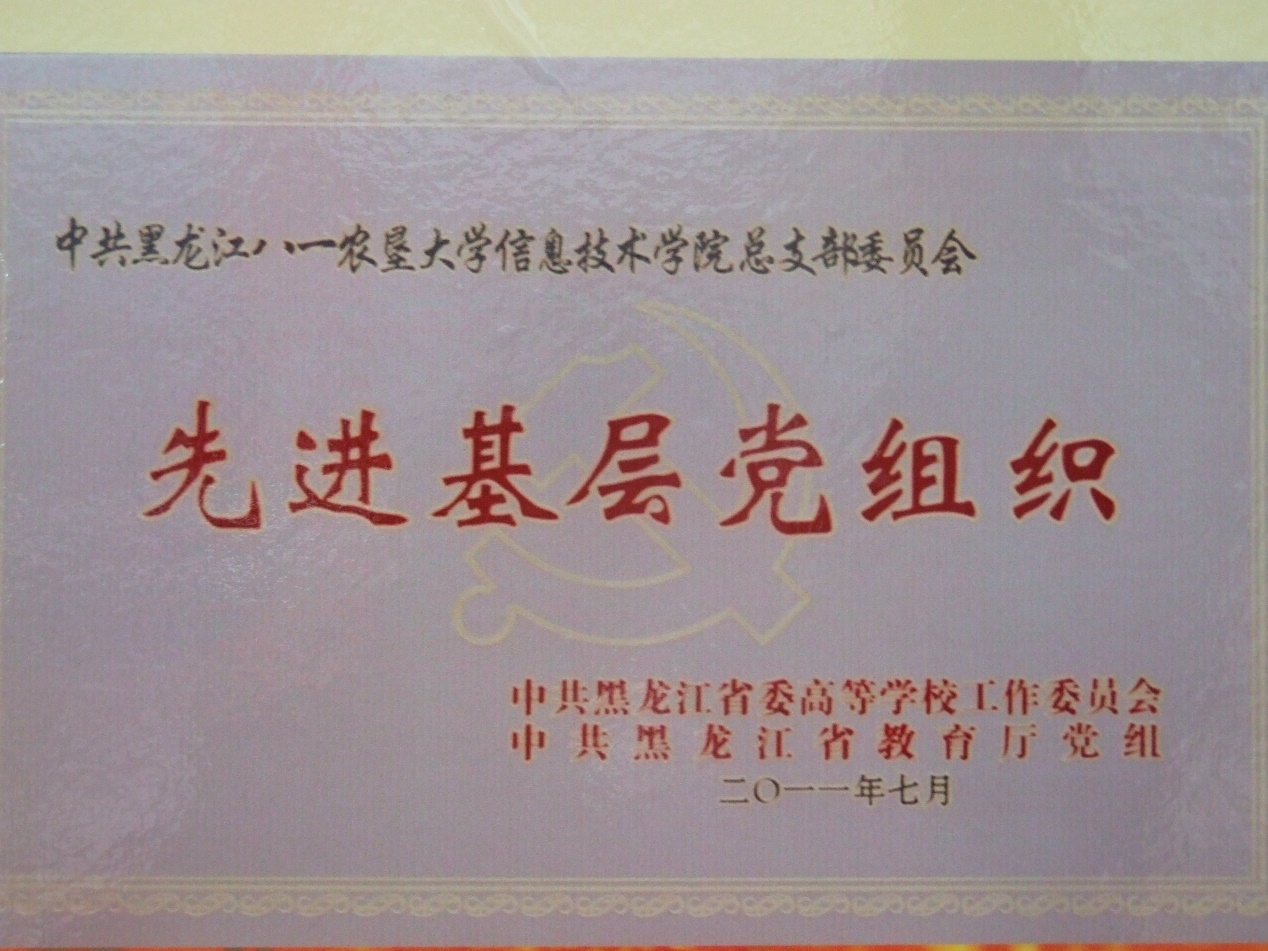 中共黑龙江八一农垦大学信息技术学院总支部委员会
先进基层党组织
中共黑龙江省委高等学校工作委员会
中共黑龙江省教育厅党组
二〇一一年七月